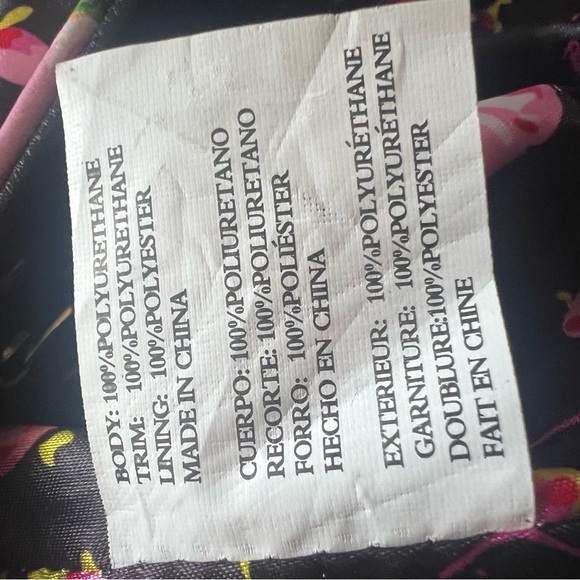 BODY: 100%POLYURETHANE
TRIM: 100%POLYURETHANE
LINING: 100%POLYESTER
MADE IN CHINA
CUERPO: 100%POLIURETANO
RECORTE: 100%POLIURETANO
FORRO: 100%POLIÉSTER
HECHO EN CHINA
EXTERIEUR: 100%POLYURÉTHANE
GARNITURE: 100%POLYURÉTHANE
DOUBLURE:100%POLYESTER
FAIT EN CHINE